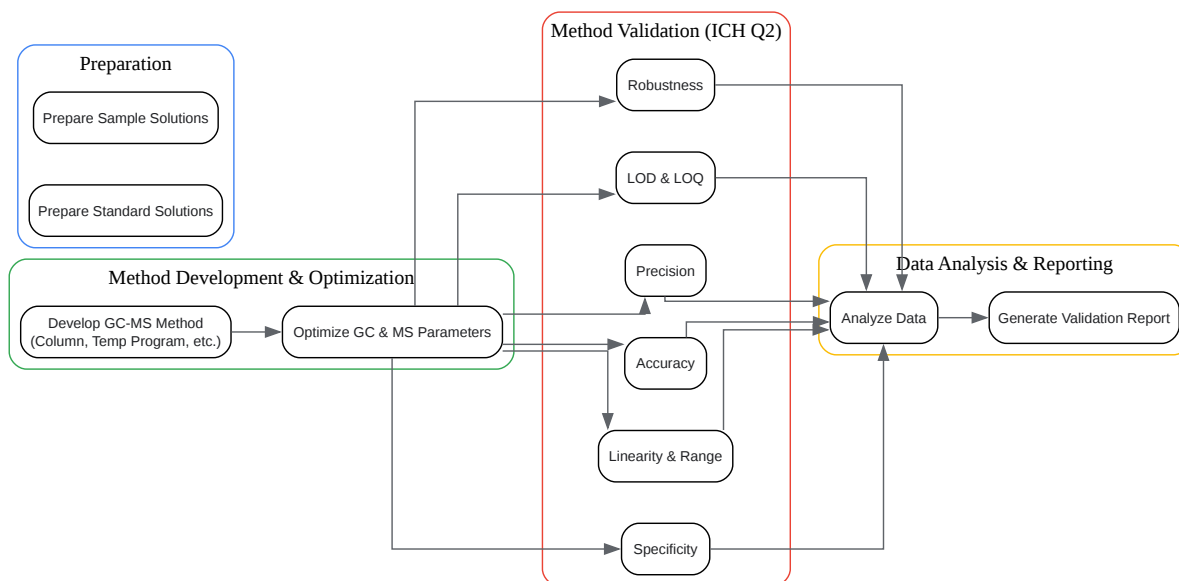 Preparation
Prepare Sample Solutions
Prepare Standard Solutions
Method Development & Optimization
Develop GC-MS Method
(Column, Temp Program, etc.)
Optimize GC & MS Parameters
Method Validation (ICH Q2)
Robustness
LOD & LOQ
Precision
Accuracy
Linearity & Range
Specificity
Data Analysis & Reporting
Analyze Data
Generate Validation Report